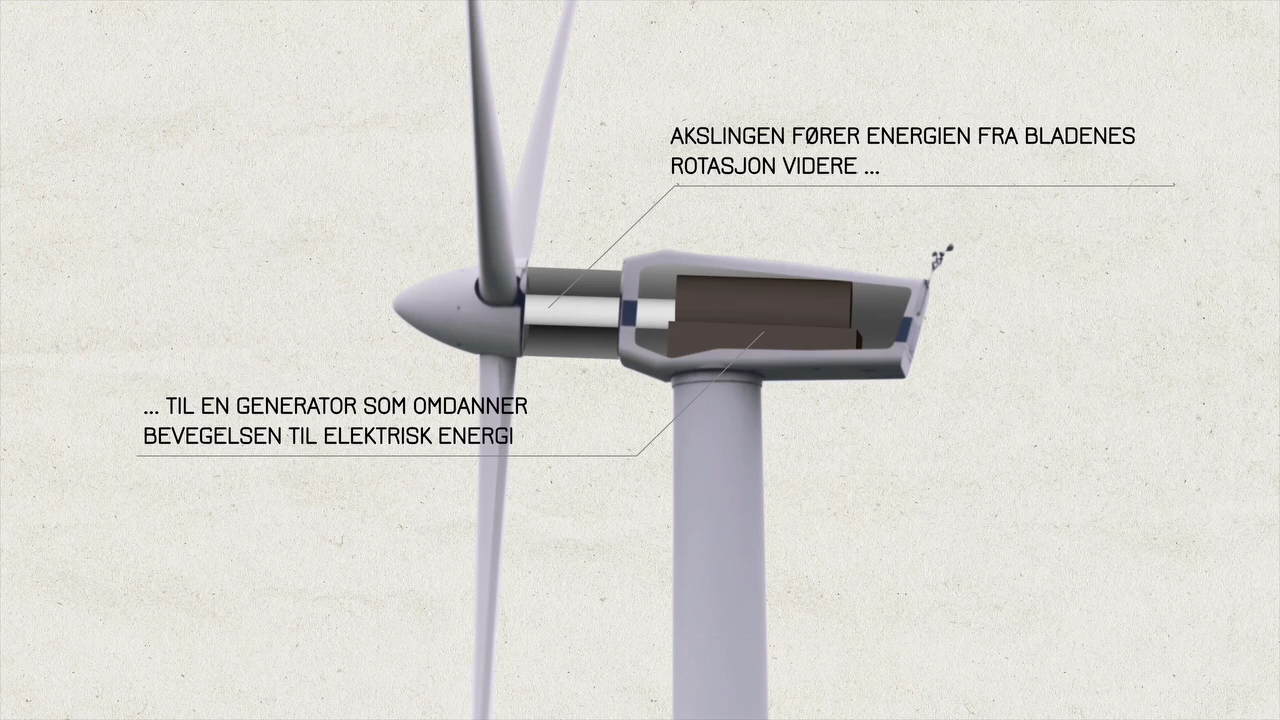 AKSLINGEN FØRER ENERGIEN FRA BLADENES
ROTASJON VIDERE ...
... TIL EN GENERATOR SOM OMDANNER
BEVEGELSEN TIL ELEKTRISK ENERGI